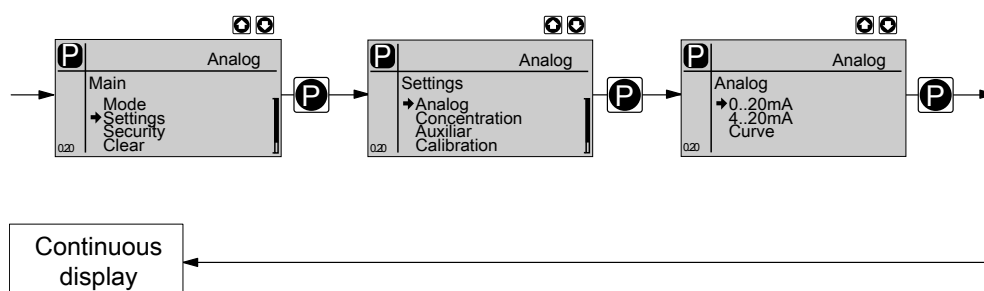 P
Analog
Main
Mode
Settings
Security
Clear
0.20
P
P
Analog
Settings
Analog
Concentration
Auxiliar
Calibration
0.20
P
P
Analog
Analog
0..20mA
4..20mA
Curve
0.20
P
Continuous
display